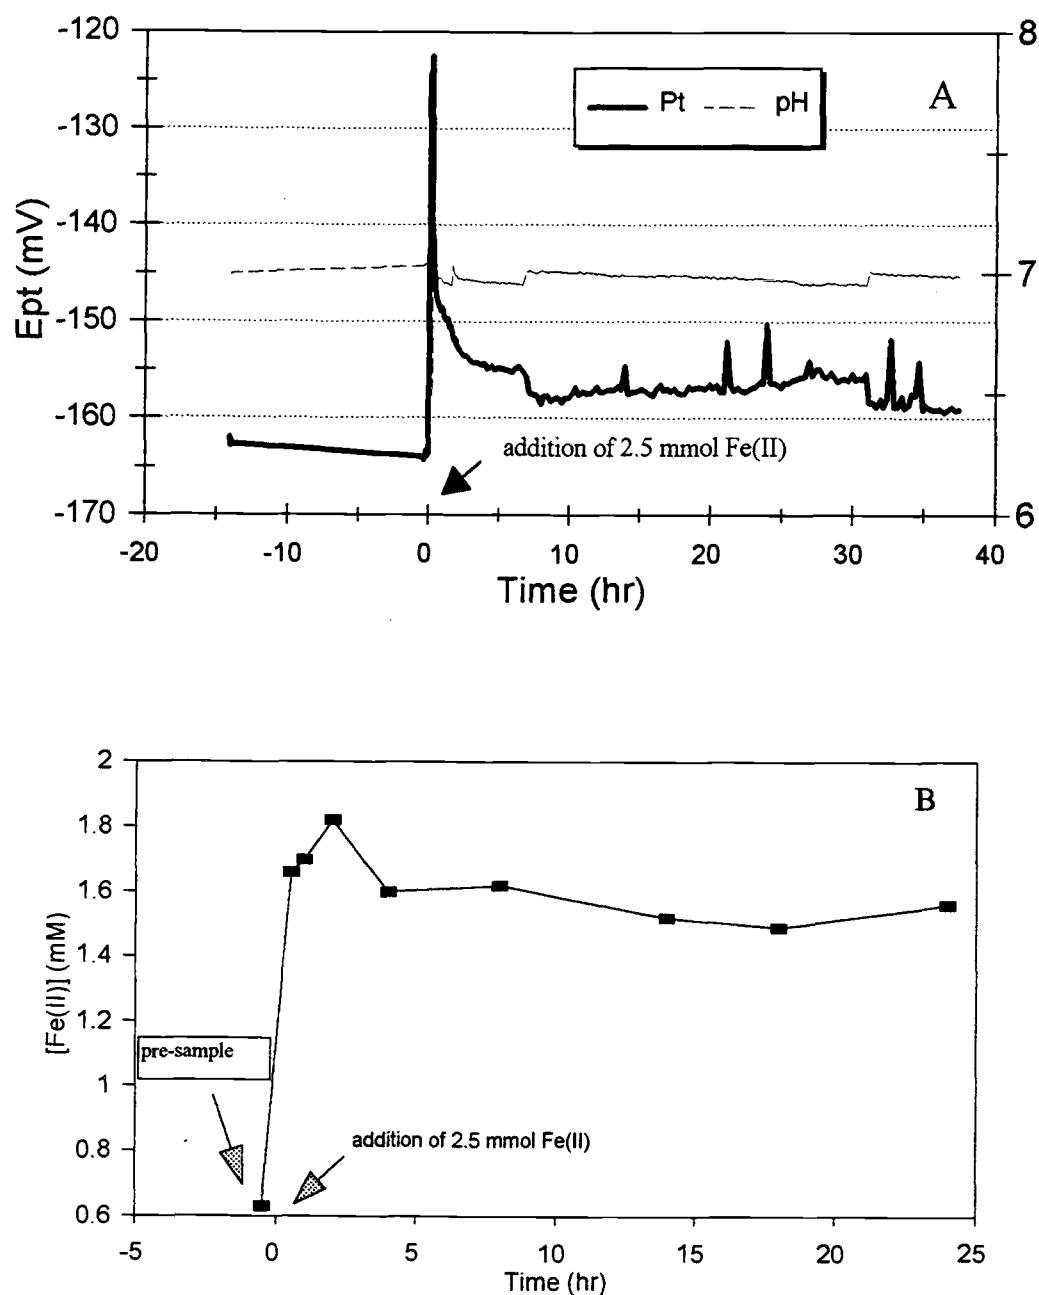 A
Pt pH
-120
-130
-140
-150
-160
-170
Ept (mV)
8
7
6
addition of 2.5 mmol Fe(II)
-20 -10 0 10 20 30 40
Time (hr)
B
2
1.8
1.6
1.4
1.2
1
0.8
0.6
[Fe(II)] (mM)
pre-sample
addition of 2.5 mmol Fe(II)
-5 0 5 10 15 20 25
Time (hr)